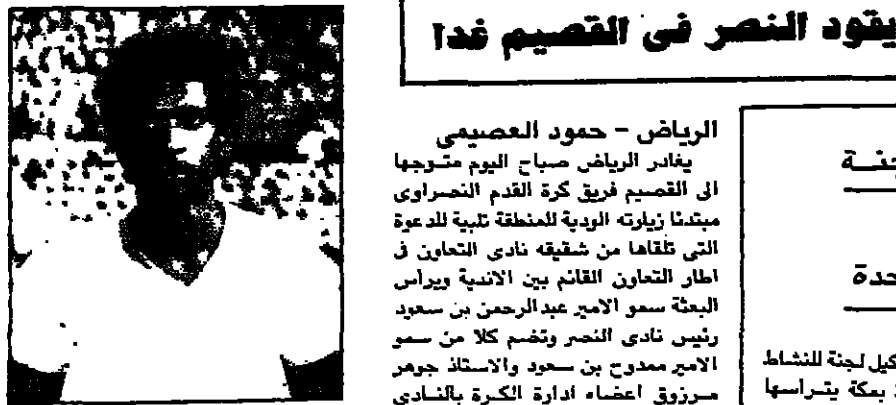 يقود النصر فى القصيم غدا
الرياض - حمود العصيمى
يغادر الرياض صباح اليوم متوجها
الى القصيم فريق كرة القدم النصراوى
مبتدئا زيارته الودية للمنطقة تلبية للدعوة
التى تلقاها من شقيقه نادى التعاون فى
اطار التعاون القائم بين الاندية ويرأس
البعثة سمو الامير عبدالرحمن بن سعود
رئيس نادى النصر وتضم كلا من سمو
الامير ممدوح بن سعود والاستاذ جوهر
مرزوق اعضاء ادارة الكرة بالنادى
جنة
حدة
كيل لجنة للنشاط
بمكة يتراسها